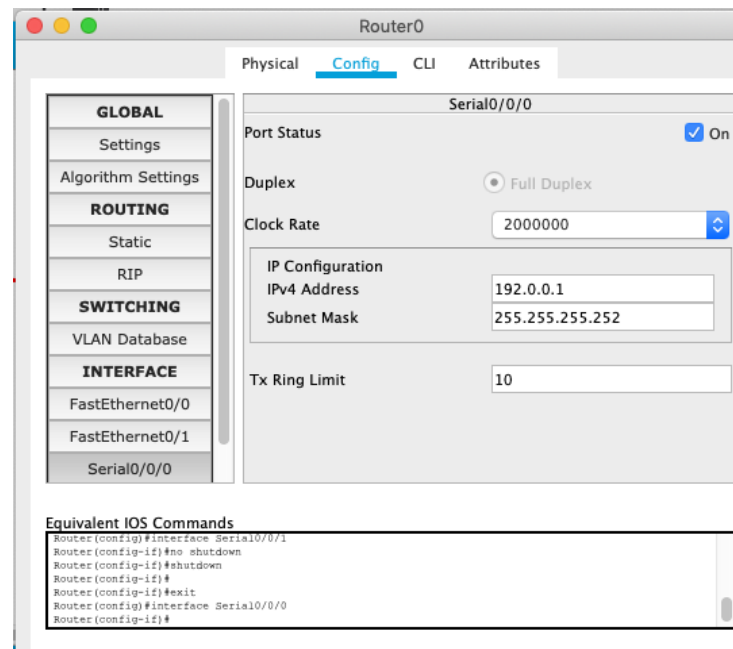 Router0
Physical Config CLI Attributes
GLOBAL
Settings
Algorithm Settings
ROUTING
Static
RIP
SWITCHING
VLAN Database
INTERFACE
FastEthernet0/0
FastEthernet0/1
Serial0/0/0
Serial0/0/0
Port Status On
Duplex Full Duplex
Clock Rate 2000000
IP Configuration
IPv4 Address 192.0.0.1
Subnet Mask 255.255.255.252
Tx Ring Limit 10
Equivalent IOS Commands
Router(config)#interface Serial0/0/1
Router(config-if)#no shutdown
Router(config-if)#shutdown
Router(config-if)#
Router(config-if)#exit
Router(config)#interface Serial0/0/0
Router(config-if)#